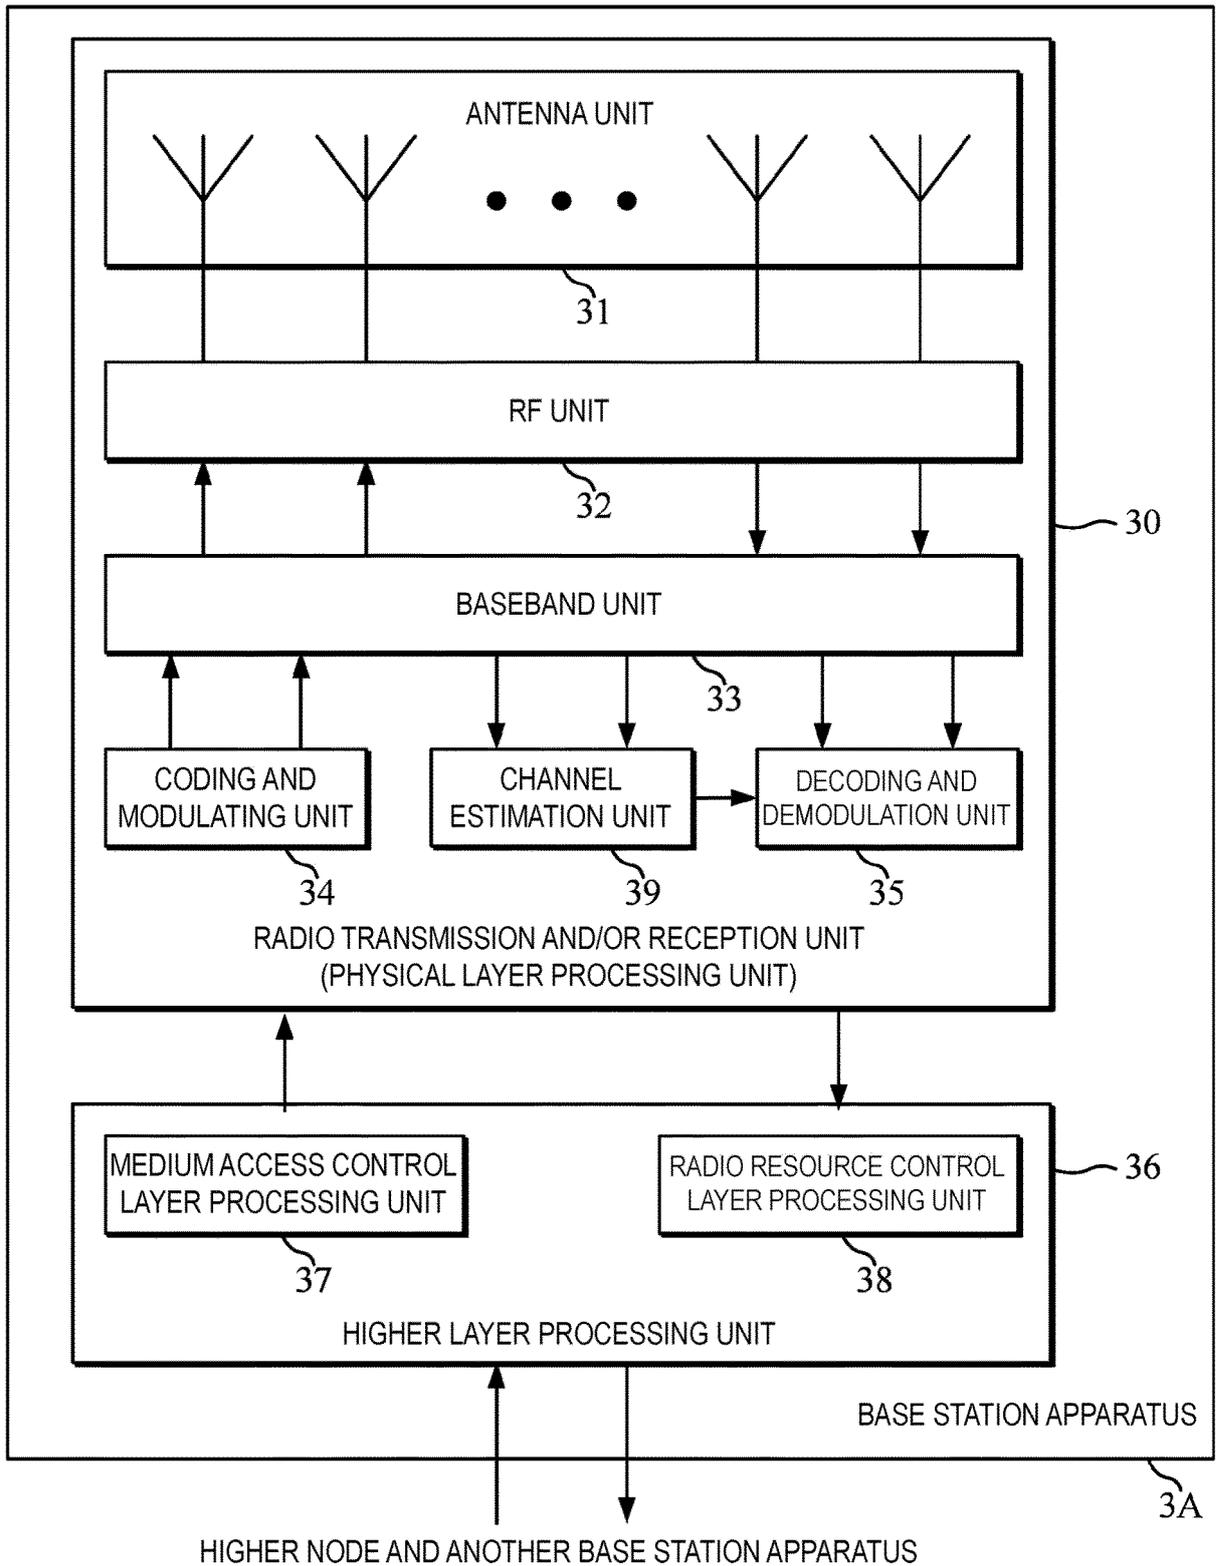 ANTENNA UNIT
31
RF UNIT
32
30
BASEBAND UNIT
33
CODING AND
MODULATING UNIT
34
CHANNEL
ESTIMATION UNIT
39
DECODING AND
DEMODULATION UNIT
35
RADIO TRANSMISSION AND/OR RECEPTION UNIT
(PHYSICAL LAYER PROCESSING UNIT)
MEDIUM ACCESS CONTROL
LAYER PROCESSING UNIT
37
RADIO RESOURCE CONTROL
LAYER PROCESSING UNIT
38
36
HIGHER LAYER PROCESSING UNIT
BASE STATION APPARATUS
3A
HIGHER NODE AND ANOTHER BASE STATION APPARATUS